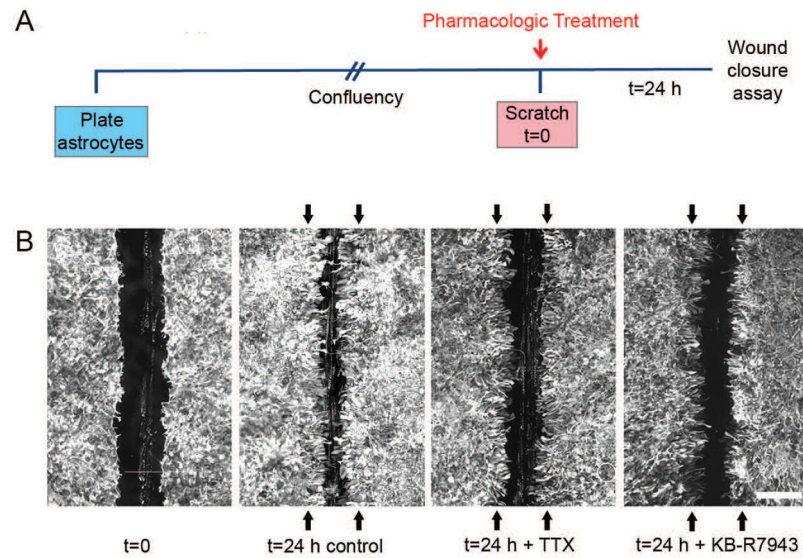 A
Pharmacologic Treatment
Wound
closure
assay
Confluency
t=24 h
Plate
astrocytes
Scratch
t=0
B
t=0
t=24 h control
t=24 h + TTX
t=24 h + KB-R7943